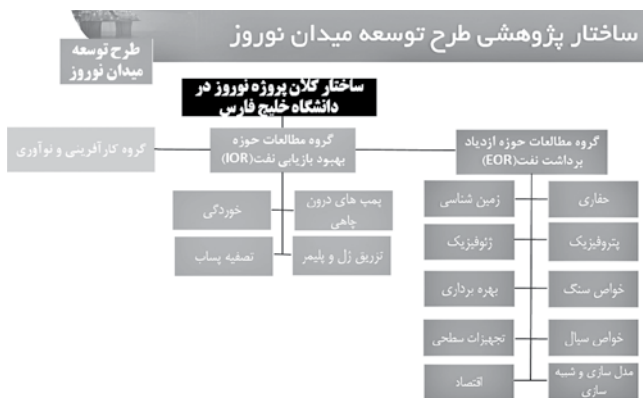 ساختار پژوهشی طرح توسعه میدان نوروز
طرح توسعه
میدان نوروز
ساختار کلان پروژه نوروز در
دانشگاه خلیج فارس
گروه مطالعات حوزه ازدیاد
برداشت نفت(EOR)
گروه مطالعات حوزه
بهبود بازیابی نفت(IOR)
گروه کارآفرینی و نوآوری
حفاری
زمین شناسی
پتروفیزیک
ژئوفیزیک
خواص سنگ
بهره برداری
خواص سیال
تجهیزات سطحی
مدل سازی و شبیه
سازی
اقتصاد
پمپ های درون
چاهی
خوردگی
تزریق ژل و پلیمر
تصفیه پساب